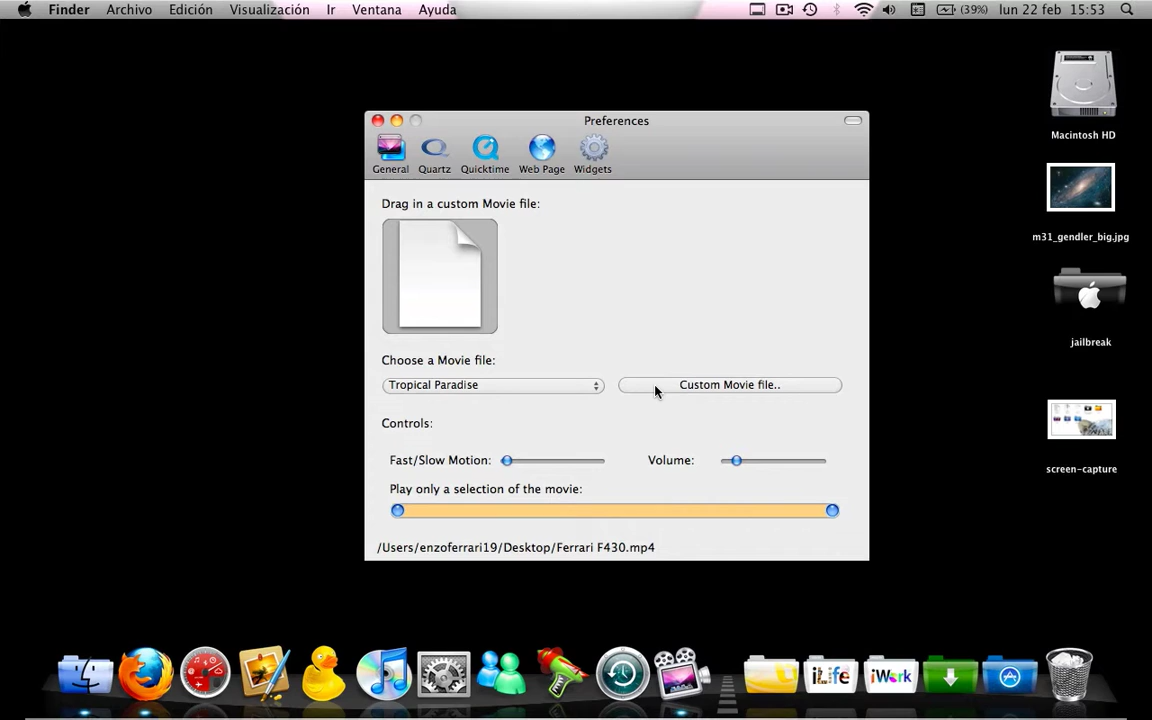 Finder Archivo Edición Visualización Ir Ventana Ayuda (39%) lun 22 feb 15:53
Preferences
General Quartz Quicktime Web Page Widgets
Drag in a custom Movie file:
Choose a Movie file:
Tropical Paradise Custom Movie file..
Controls:
Fast/Slow Motion: Volume:
Play only a selection of the movie:
/Users/enzoferrari19/Desktop/Ferrari F430.mp4
Macintosh HD
m31_gendler_big.jpg
jailbreak
screen-capture
iLife iWork